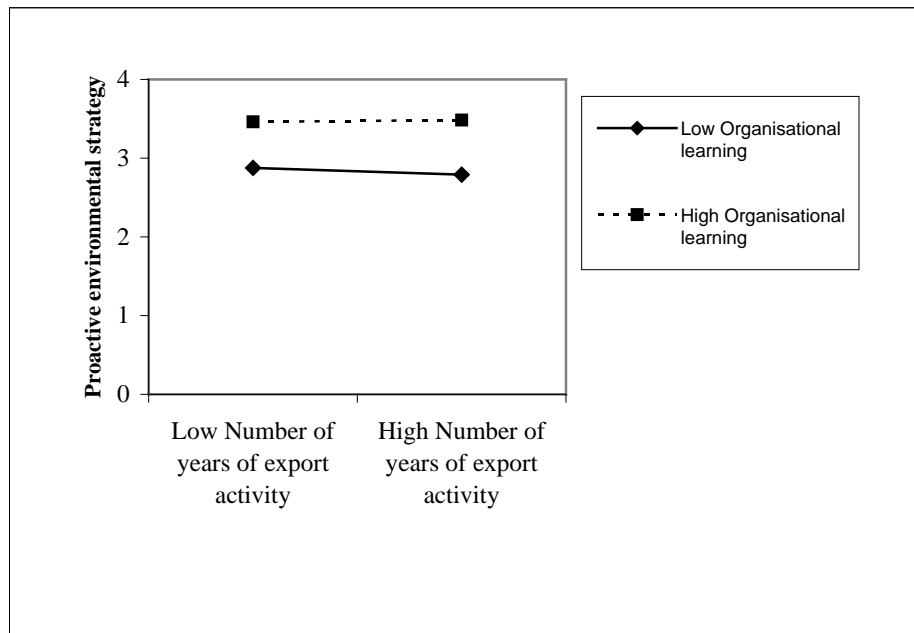 Proactive environmental strategy
4
3
2
1
0
Low Number of
years of export
activity
High Number of
years of export
activity
Low Organisational
learning
High Organisational
learning